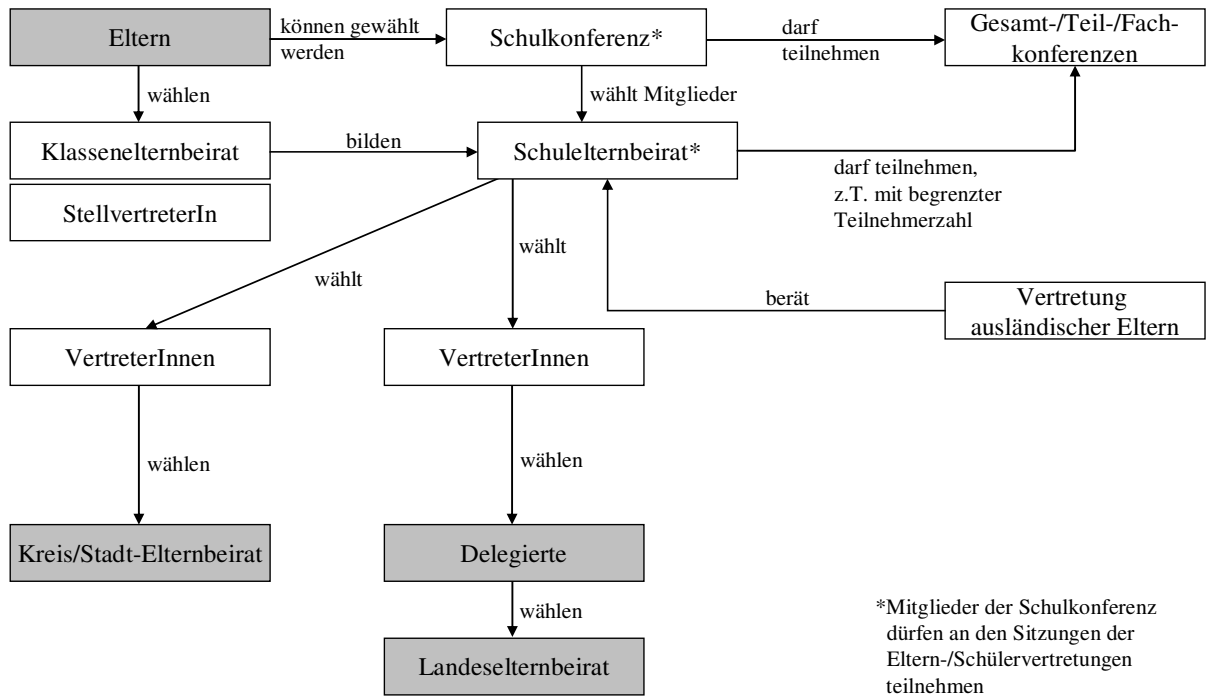 Eltern
können gewählt
werden
Schulkonferenz*
darf
teilnehmen
Gesamt-/Teil-/Fach-
konferenzen
wählen
wählt Mitglieder
Klassenelternbeirat
bilden
Schulelternbeirat*
darf teilnehmen,
z.T. mit begrenzter
Teilnehmerzahl
StellvertreterIn
wählt
wählt
berät
Vertretung
ausländischer Eltern
VertreterInnen
VertreterInnen
wählen
wählen
Kreis/Stadt-Elternbeirat
Delegierte
wählen
Landeselternbeirat
*Mitglieder der Schulkonferenz
dürfen an den Sitzungen der
Eltern-/Schülervertretungen
teilnehmen